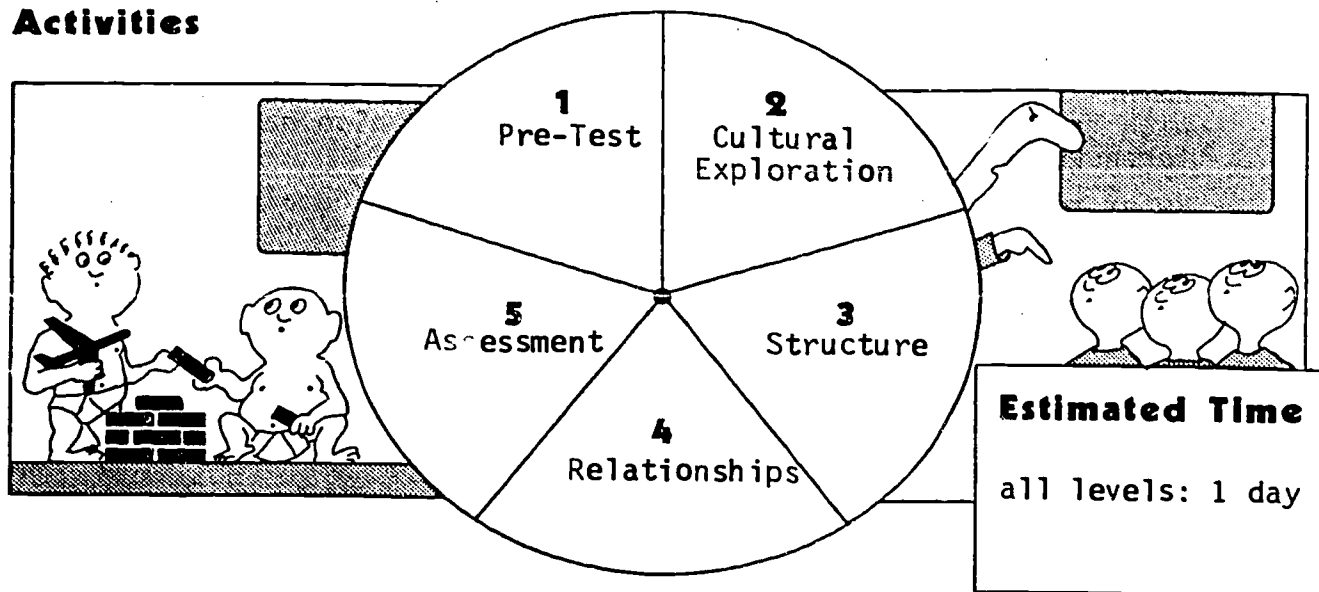 Activities
1
Pre-Test
2
Cultural
Exploration
3
Structure
4
Relationships
5
Assessment
Estimated Time
all levels: 1 day